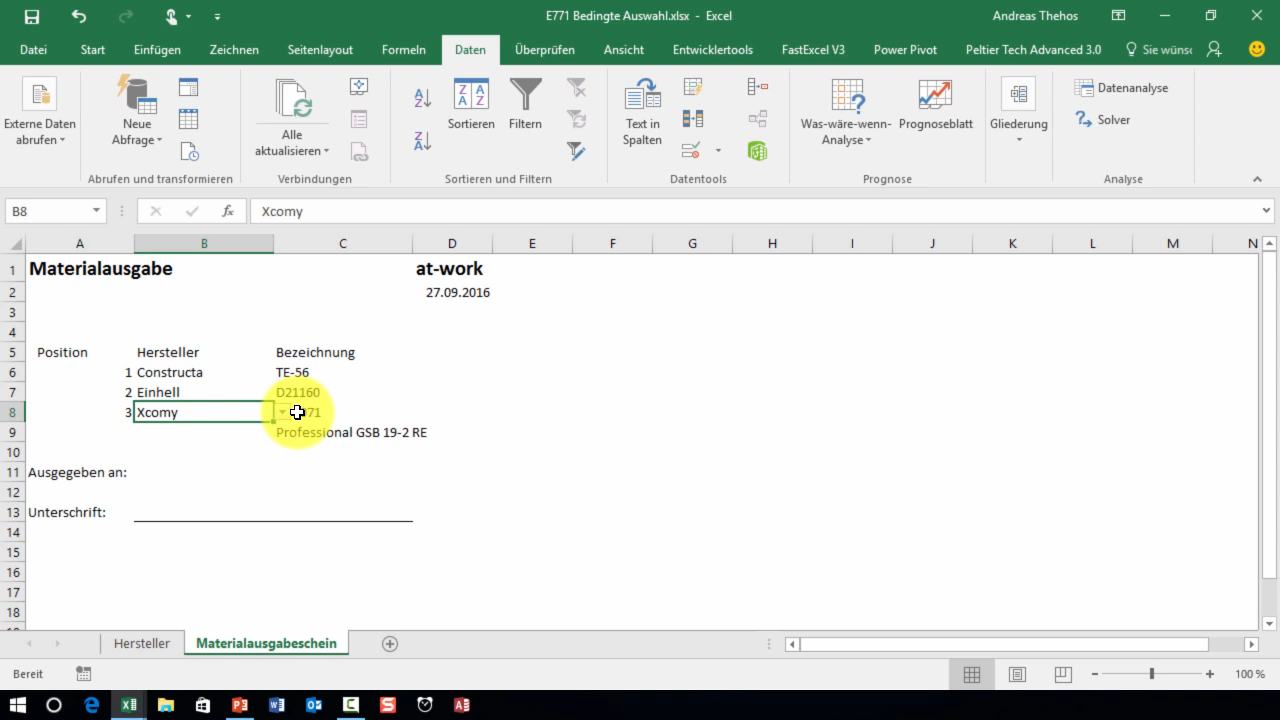 E771 Bedingte Auswahl.xlsx - Excel
Andreas Thehos
Datei Start Einfügen Zeichnen Seitenlayout Formeln Daten Überprüfen Ansicht Entwicklertools FastExcel V3 Power Pivot Peltier Tech Advanced 3.0 Sie wüns
Externe Daten abrufen
Neue Abfrage
Alle aktualisieren
Sortieren
Filtern
Text in Spalten
Was-wäre-wenn-Analyse
Prognoseblatt
Gliederung
Datenanalyse
Solver
Abrufen und transformieren Verbindungen Sortieren und Filtern Datentools Prognose Analyse
B8 fx Xcomy
A B C D E F G H I J K L M N
1 Materialausgabe at-work
2 27.09.2016
3
4
5 Position Hersteller Bezeichnung
6 1 Constructa TE-56
7 2 Einhell D21160
8 3 Xcomy 71
9 Professional GSB 19-2 RE
10
11 Ausgegeben an:
12
13 Unterschrift:
14
15
16
17
18
Hersteller Materialausgabeschein
Bereit 100 %